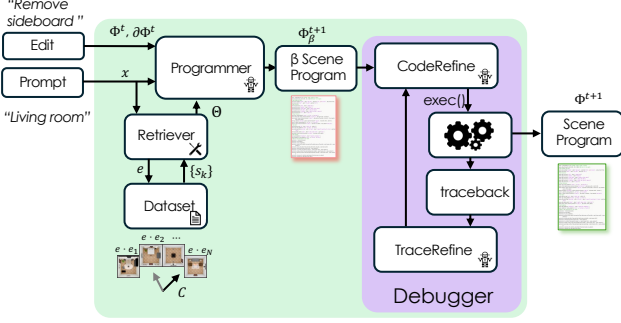 "Remove
sideboard "
Edit
Φ^t, ∂Φ^t
Prompt
x
"Living room"
Programmer
Θ
Retriever
e
{s_k}
Dataset
e · e_1
e · e_2
...
e · e_N
C
Φ_β^{t+1}
β Scene
Program
CodeRefine
exec()
traceback
TraceRefine
Debugger
Φ^{t+1}
Scene
Program